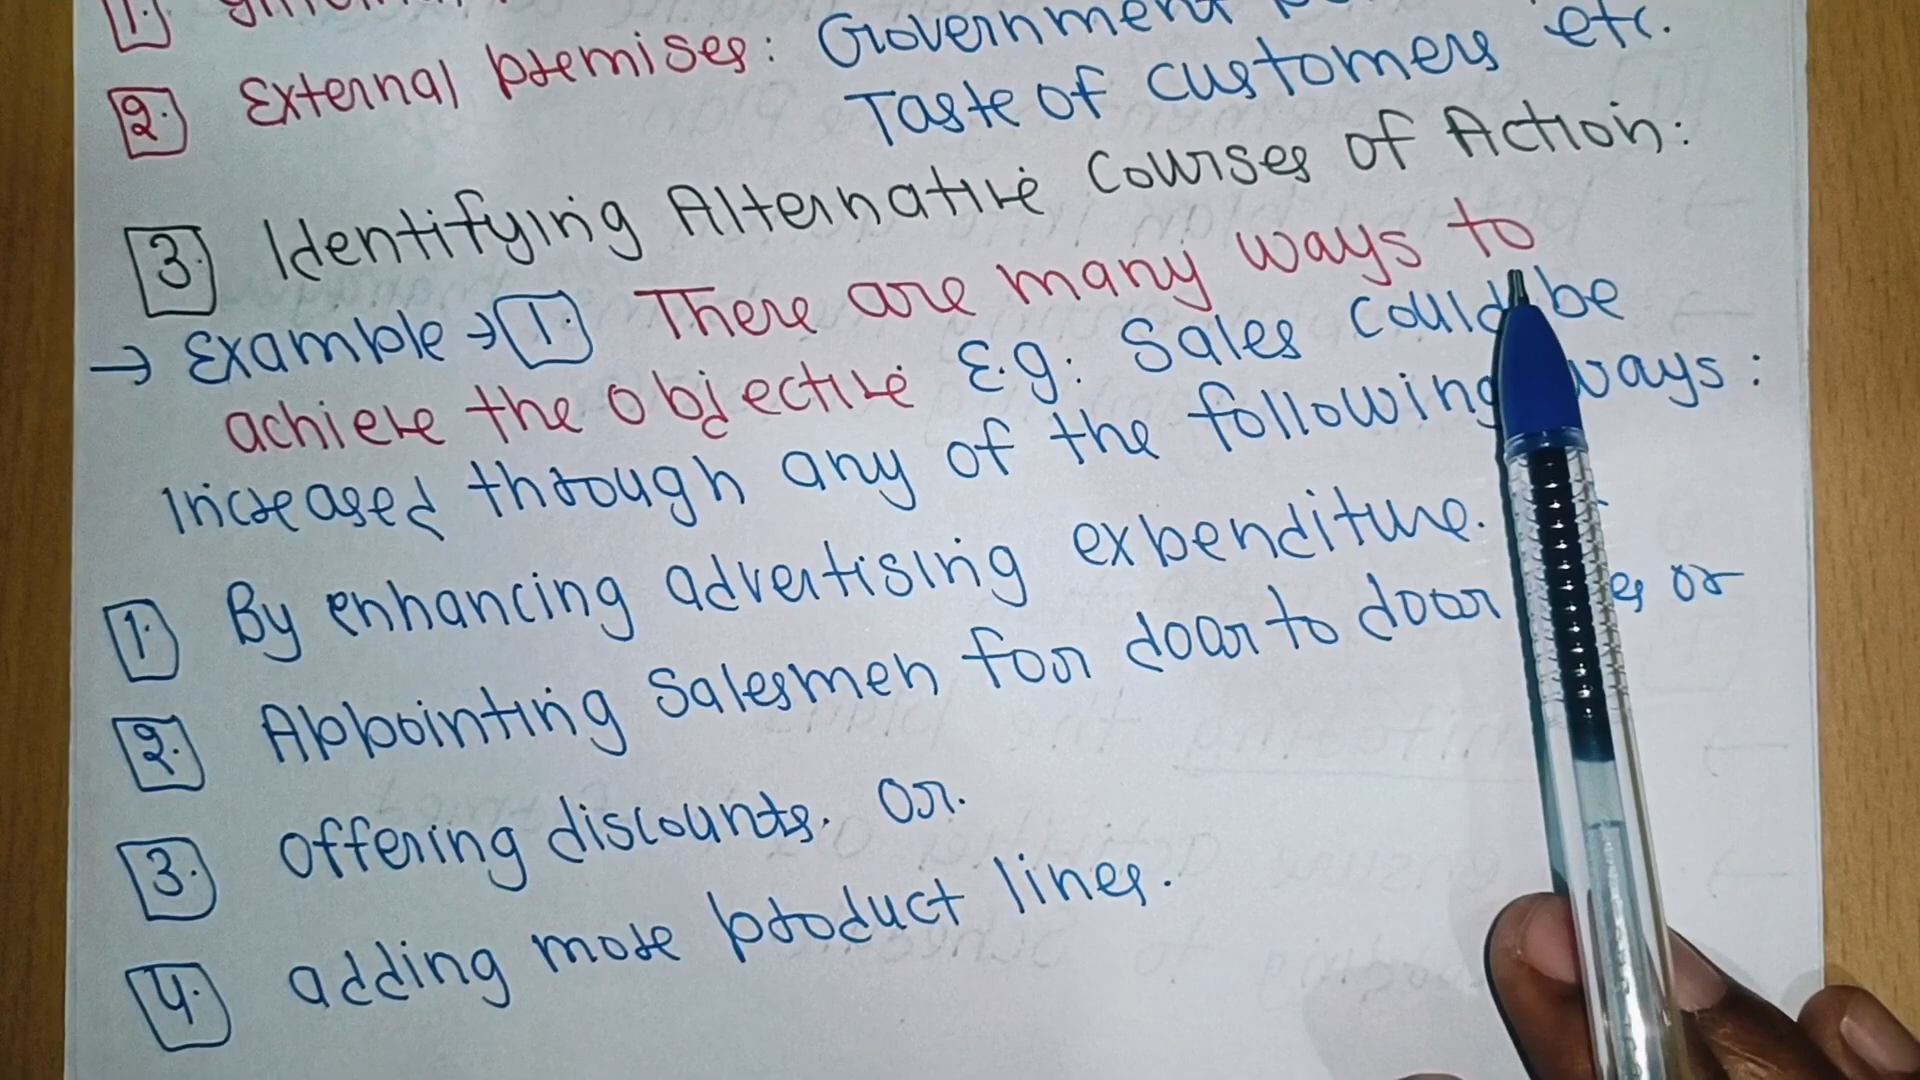 1.
2. External premises: Government
Taste of customers etc.
3. Identifying Alternative Courses of Action:
→ Example → 1. There are many ways to
achieve the objective E.g: Sales could be
increased through any of the following ways:
1. By enhancing advertising expenditure.
2. Appointing Salesmen for door to door or
3. offering discounts. or.
4. adding more product lines.